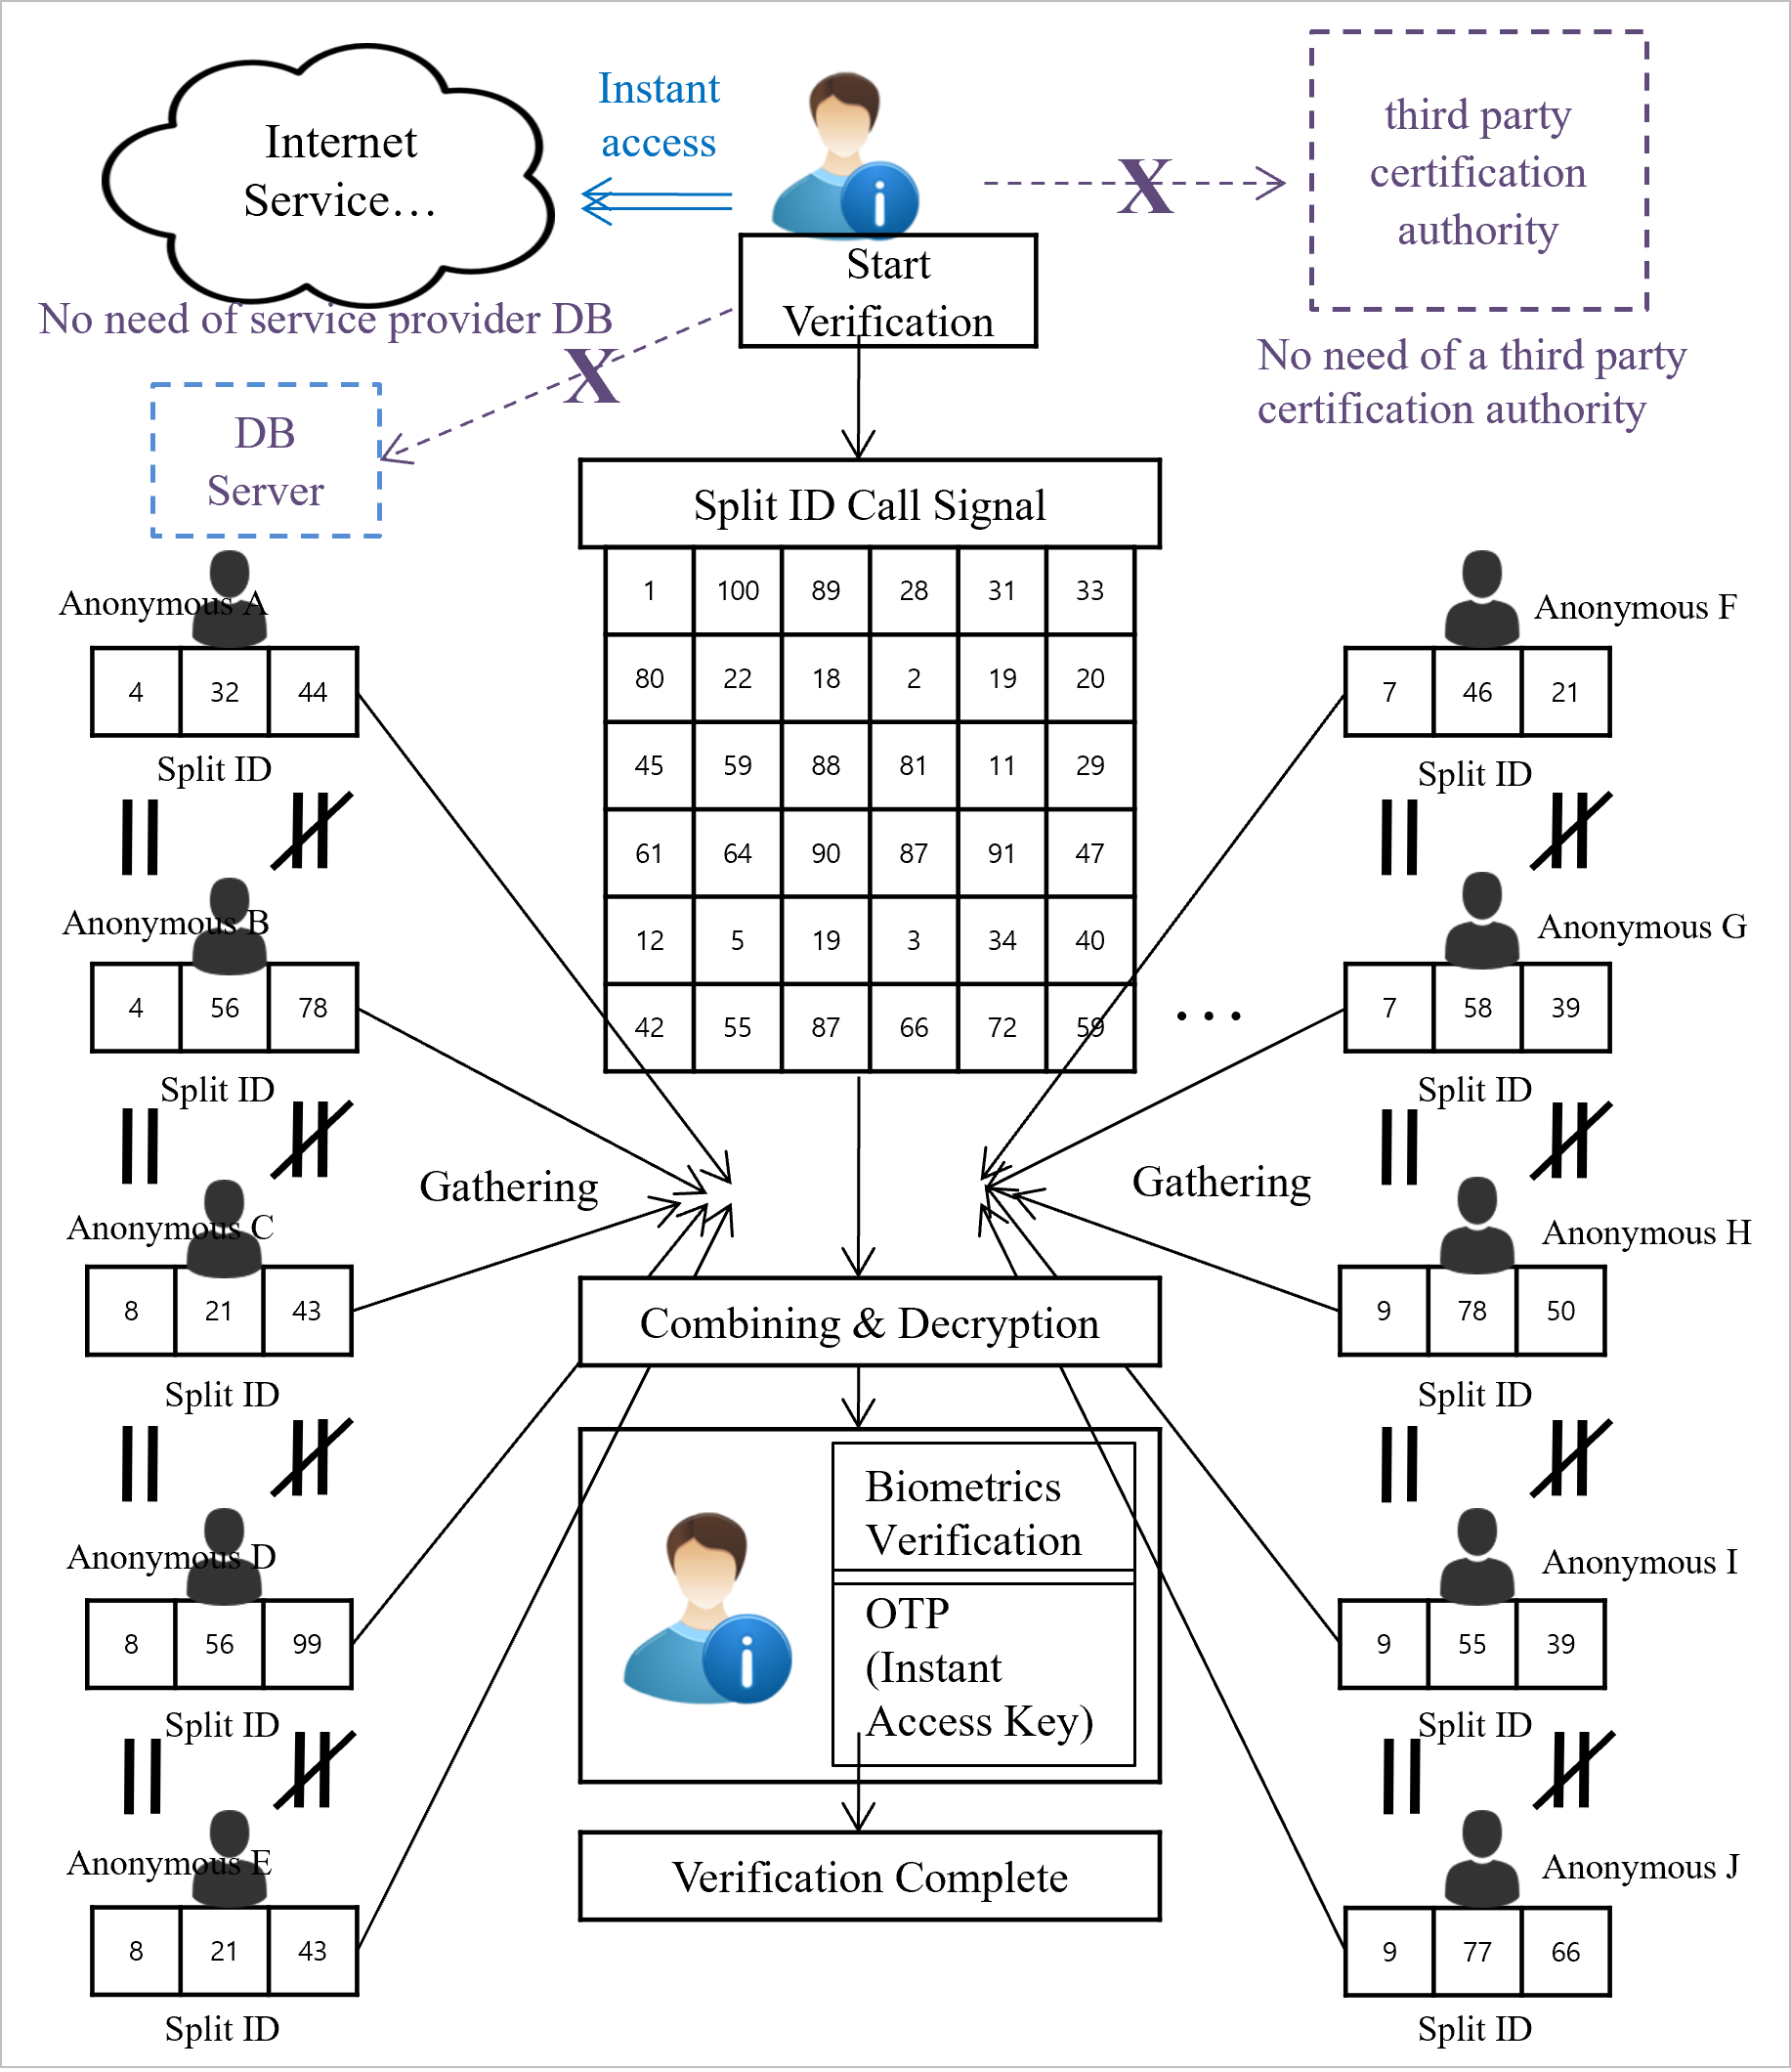 Internet
Service…
Instant
access
i
X
third party
certification
authority
Start
Verification
No need of service provider DB
X
No need of a third party
certification authority
DB
Server
Split ID Call Signal
1 100 89 28 31 33
80 22 18 2 19 20
45 59 88 81 11 29
61 64 90 87 91 47
12 5 19 3 34 40
42 55 87 66 72 59
...
Anonymous A
4 32 44
Split ID
Anonymous B
4 56 78
Split ID
Anonymous C
8 21 43
Split ID
Anonymous D
8 56 99
Split ID
Anonymous E
8 21 43
Split ID
Gathering
Anonymous F
7 46 21
Split ID
Anonymous G
7 58 39
Split ID
Anonymous H
9 78 50
Split ID
Anonymous I
9 55 39
Split ID
Anonymous J
9 77 66
Split ID
Gathering
Combining & Decryption
i
Biometrics
Verification
OTP
(Instant
Access Key)
Verification Complete